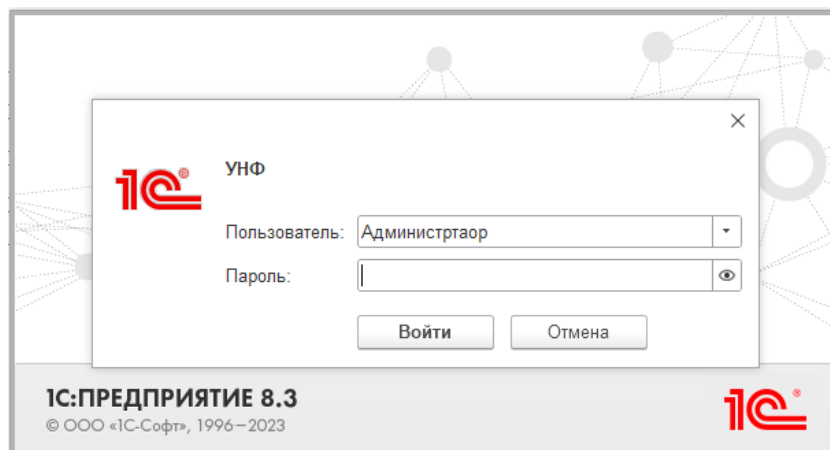 1С®
УНФ
Пользователь: Администртаор
Пароль:
Войти Отмена
1С:ПРЕДПРИЯТИЕ 8.3
© ООО «1С-Софт», 1996–2023
1С®